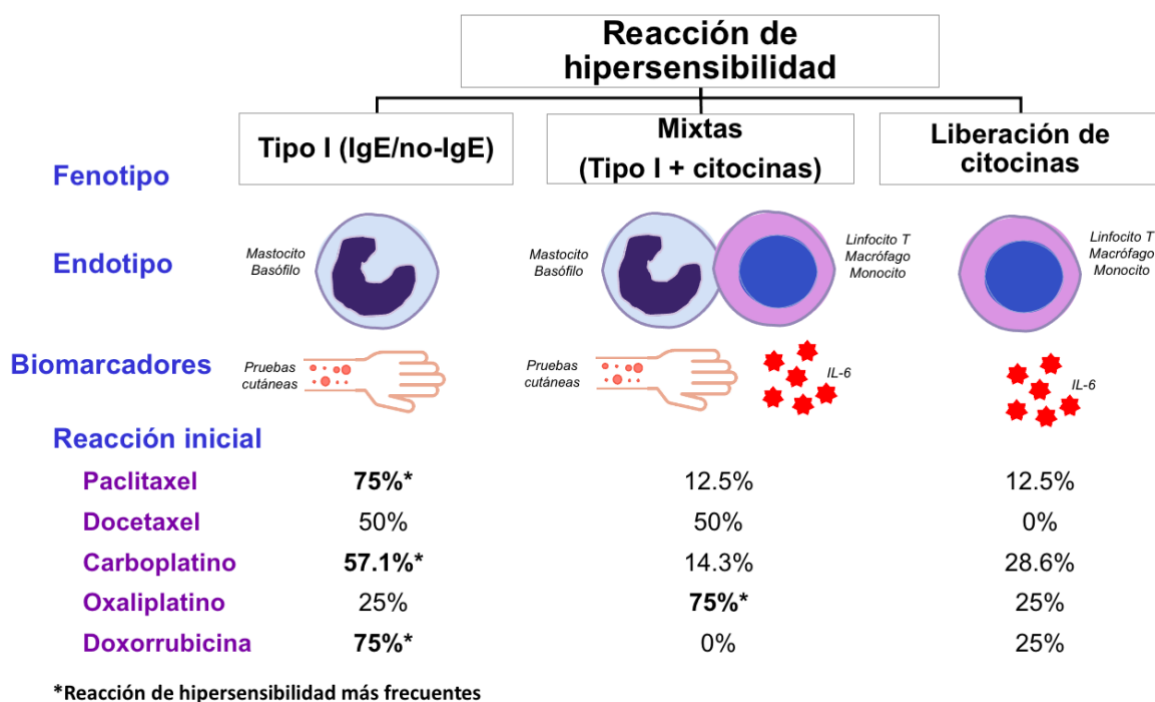 Reacción de
hipersensibilidad
Tipo I (IgE/no-IgE)
Mixtas
(Tipo I + citocinas)
Liberación de
citocinas
Fenotipo
Endotipo
Mastocito
Basófilo
Mastocito
Basófilo
Linfocito T
Macrófago
Monocito
Linfocito T
Macrófago
Monocito
Biomarcadores
Pruebas
cutáneas
Pruebas
cutáneas
IL-6
IL-6
Reacción inicial
Paclitaxel 75%* 12.5% 12.5%
Docetaxel 50% 50% 0%
Carboplatino 57.1%* 14.3% 28.6%
Oxaliplatino 25% 75%* 25%
Doxorrubicina 75%* 0% 25%
*Reacción de hipersensibilidad más frecuentes